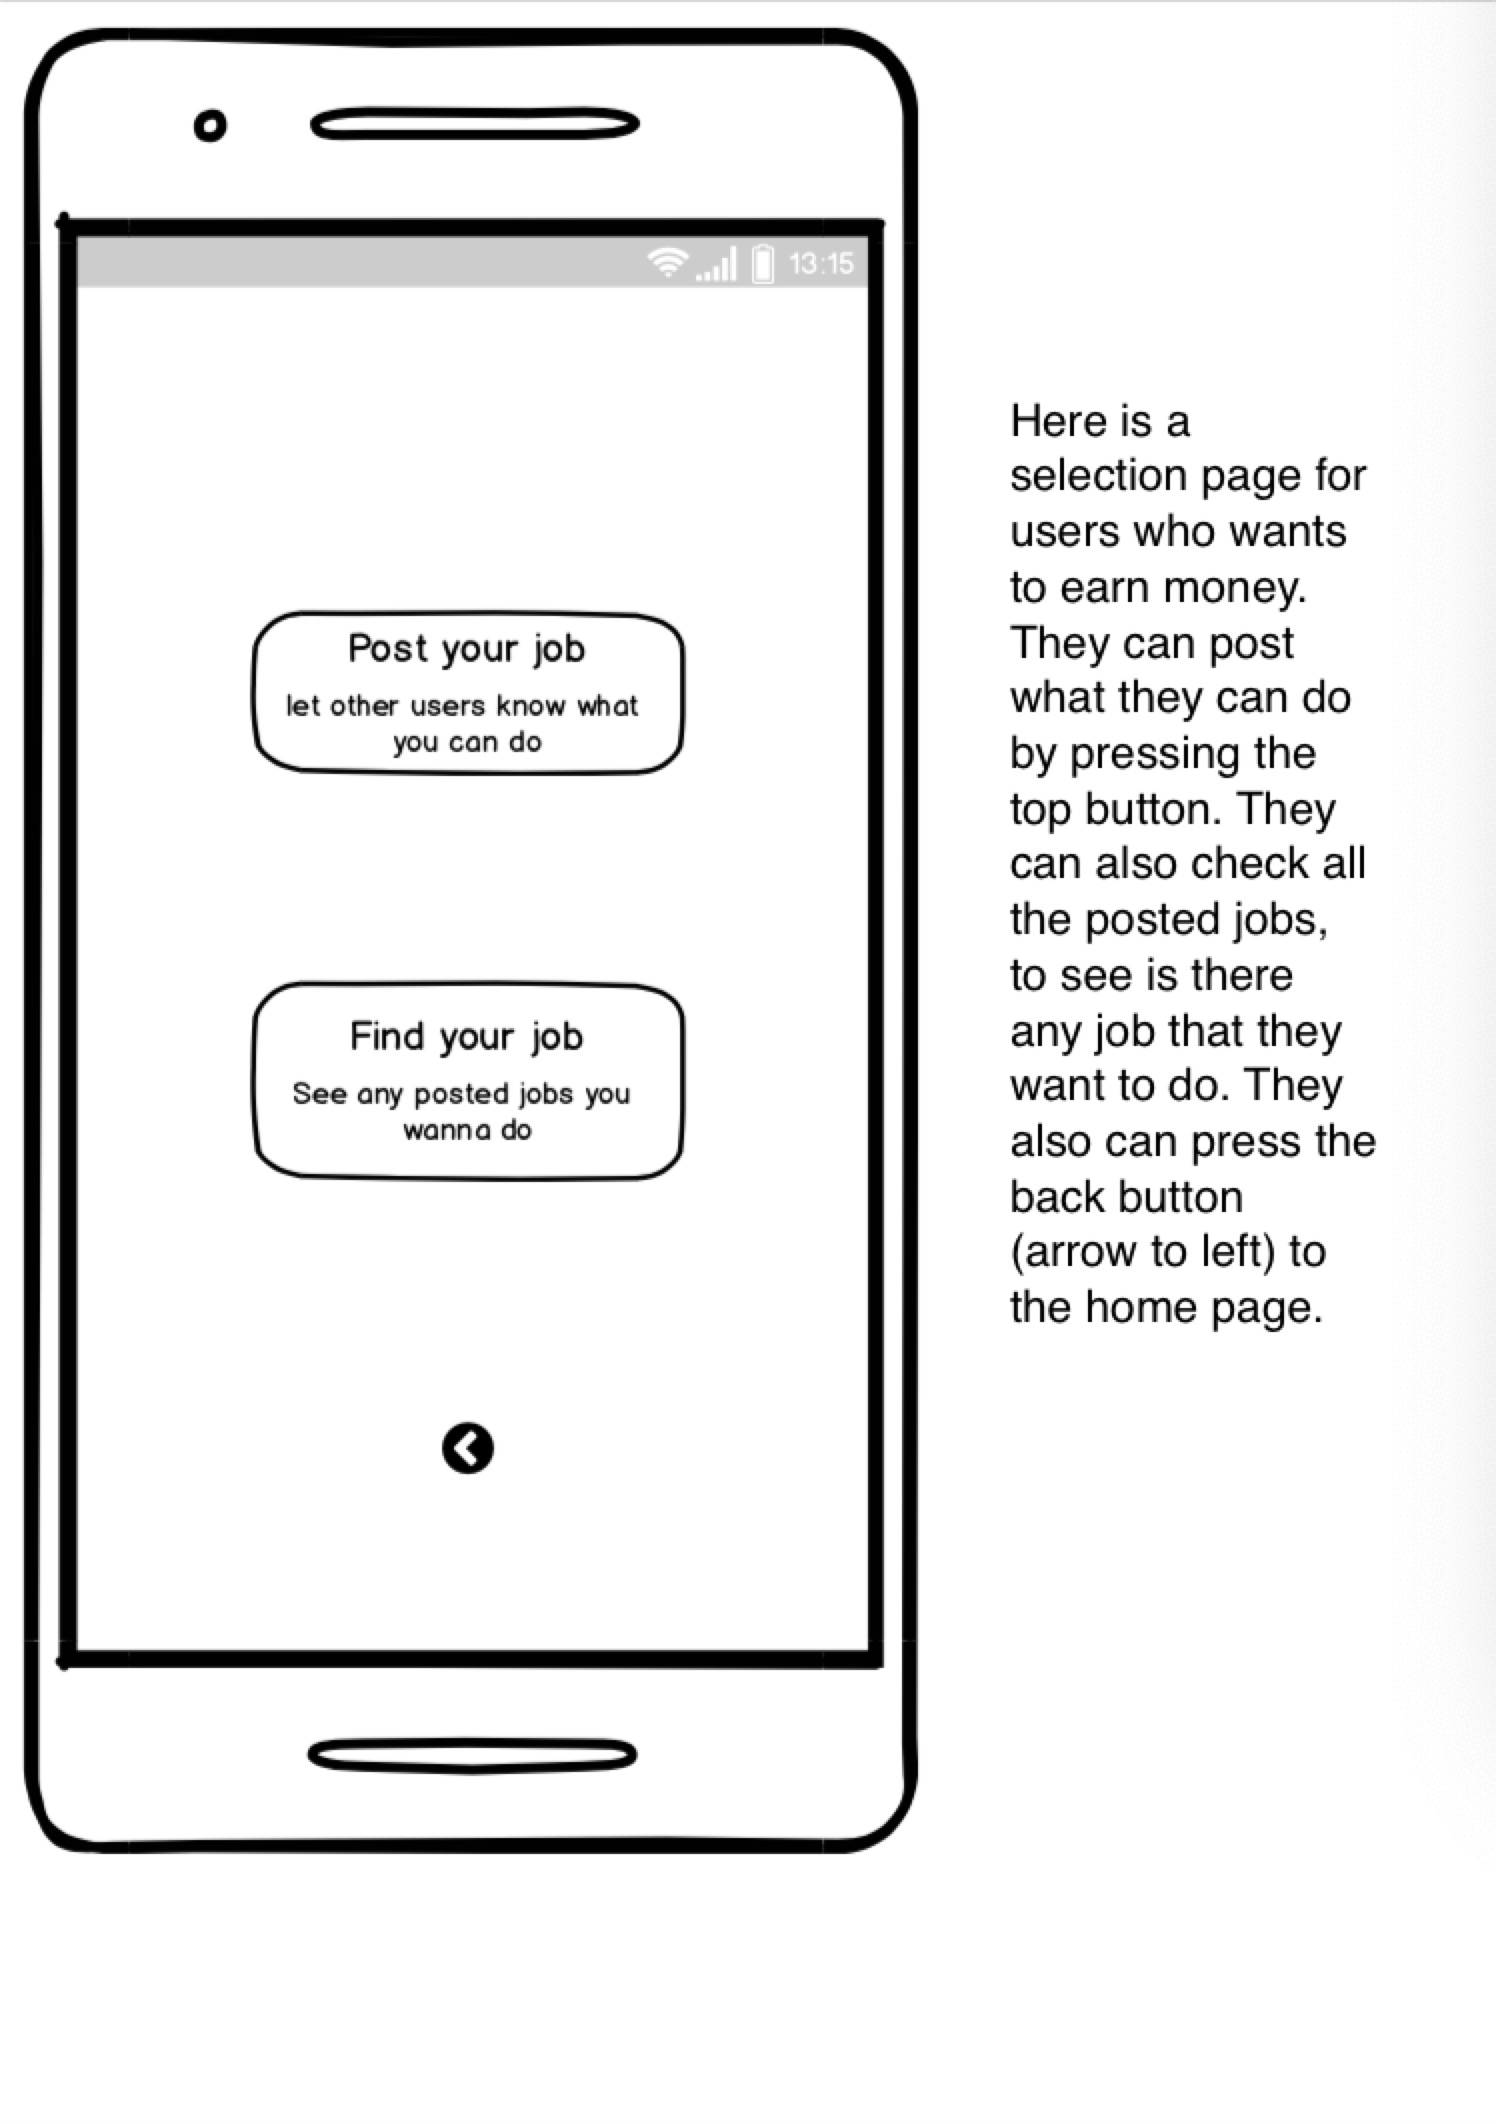 13:15
Post your job
let other users know what
you can do
Find your job
See any posted jobs you
wanna do
Here is a
selection page for
users who wants
to earn money.
They can post
what they can do
by pressing the
top button. They
can also check all
the posted jobs,
to see is there
any job that they
want to do. They
also can press the
back button
(arrow to left) to
the home page.